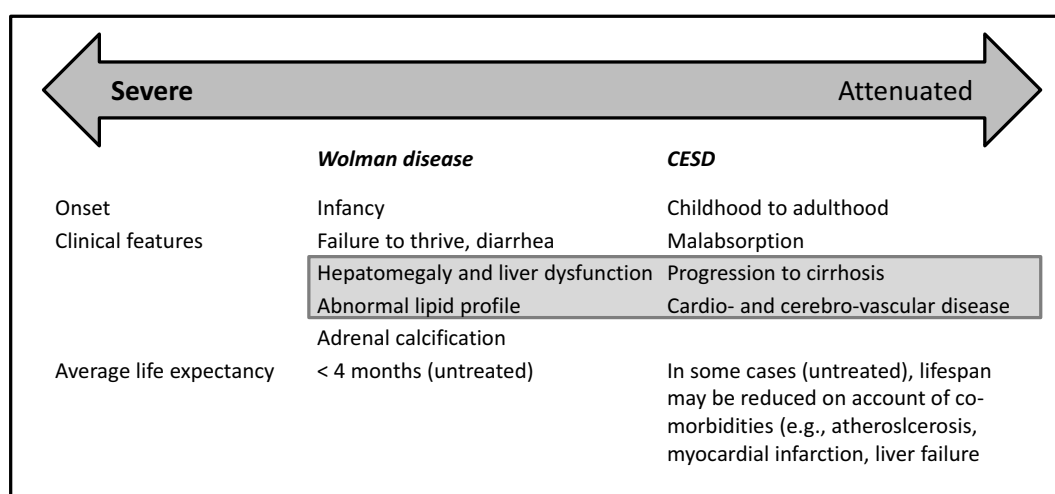 Severe Attenuated
Wolman disease CESD
Onset Infancy Childhood to adulthood
Clinical features Failure to thrive, diarrhea Malabsorption
Hepatomegaly and liver dysfunction Progression to cirrhosis
Abnormal lipid profile Cardio- and cerebro-vascular disease
Adrenal calcification
Average life expectancy < 4 months (untreated) In some cases (untreated), lifespan
may be reduced on account of co-
morbidities (e.g., atheroslcerosis,
myocardial infarction, liver failure